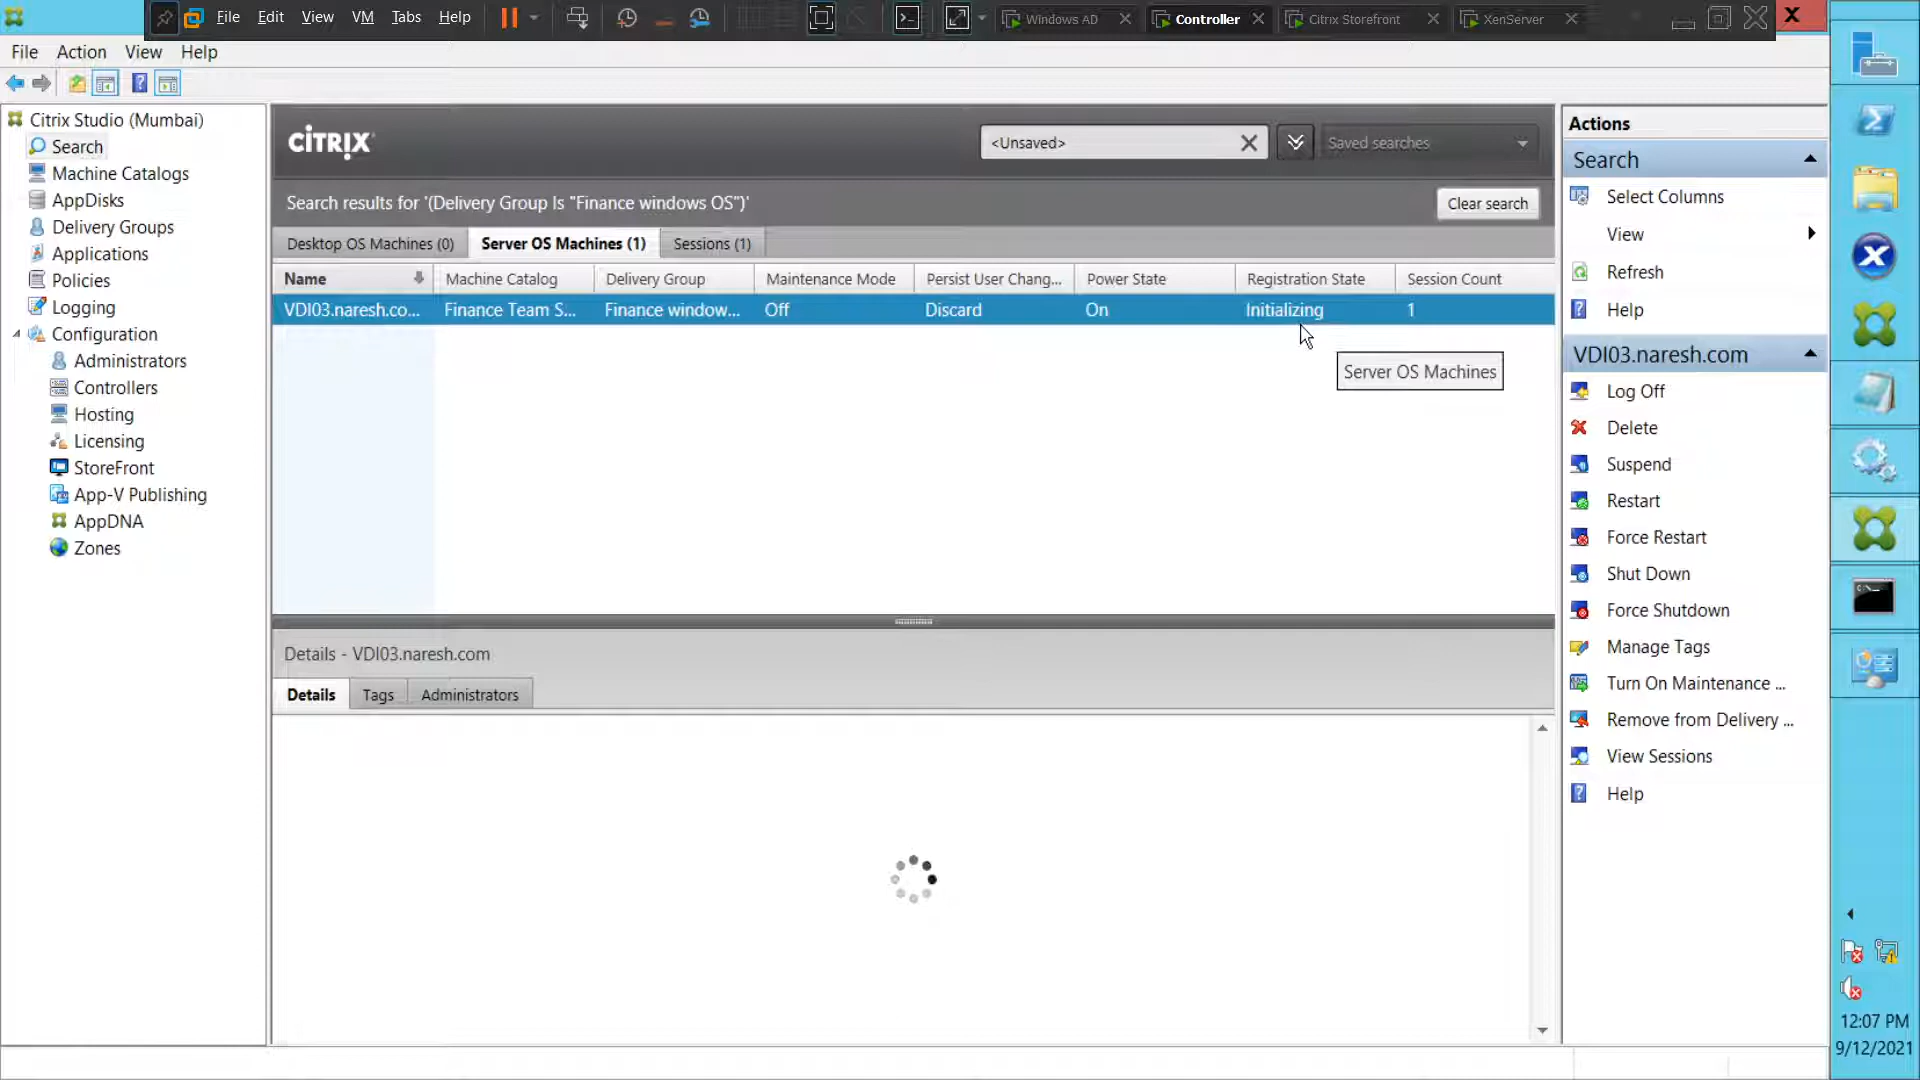 File Edit View VM Tabs Help Windows AD Controller Citrix Storefront XenServer X
File Action View Help
Citrix Studio (Mumbai)
Search
Machine Catalogs
AppDisks
Delivery Groups
Applications
Policies
Logging
Configuration
Administrators
Controllers
Hosting
Licensing
StoreFront
App-V Publishing
AppDNA
Zones
CITRIX <Unsaved> Saved searches
Search results for '(Delivery Group Is "Finance windows OS")' Clear search
Desktop OS Machines (0) Server OS Machines (1) Sessions (1)
Name Machine Catalog Delivery Group Maintenance Mode Persist User Chang... Power State Registration State Session Count
VDI03.naresh.co... Finance Team S... Finance window... Off Discard On Initializing 1
Server OS Machines
Details - VDI03.naresh.com
Details Tags Administrators
Actions
Search
Select Columns
View
Refresh
Help
VDI03.naresh.com
Log Off
Delete
Suspend
Restart
Force Restart
Shut Down
Force Shutdown
Manage Tags
Turn On Maintenance ...
Remove from Delivery ...
View Sessions
Help
12:07 PM
9/12/2021